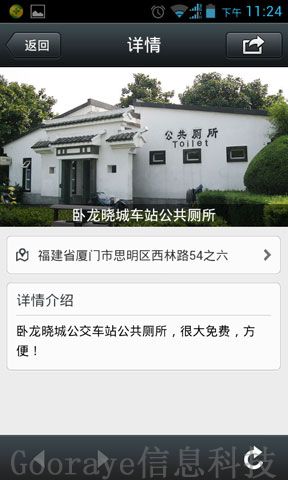 下午 11:24
返回
详情
公共厕所
Toilet
卧龙晓城车站公共厕所
福建省厦门市思明区西林路54之六
详情介绍
卧龙晓城公交车站公共厕所，很大免费，方
便！
Gooraye信息科技